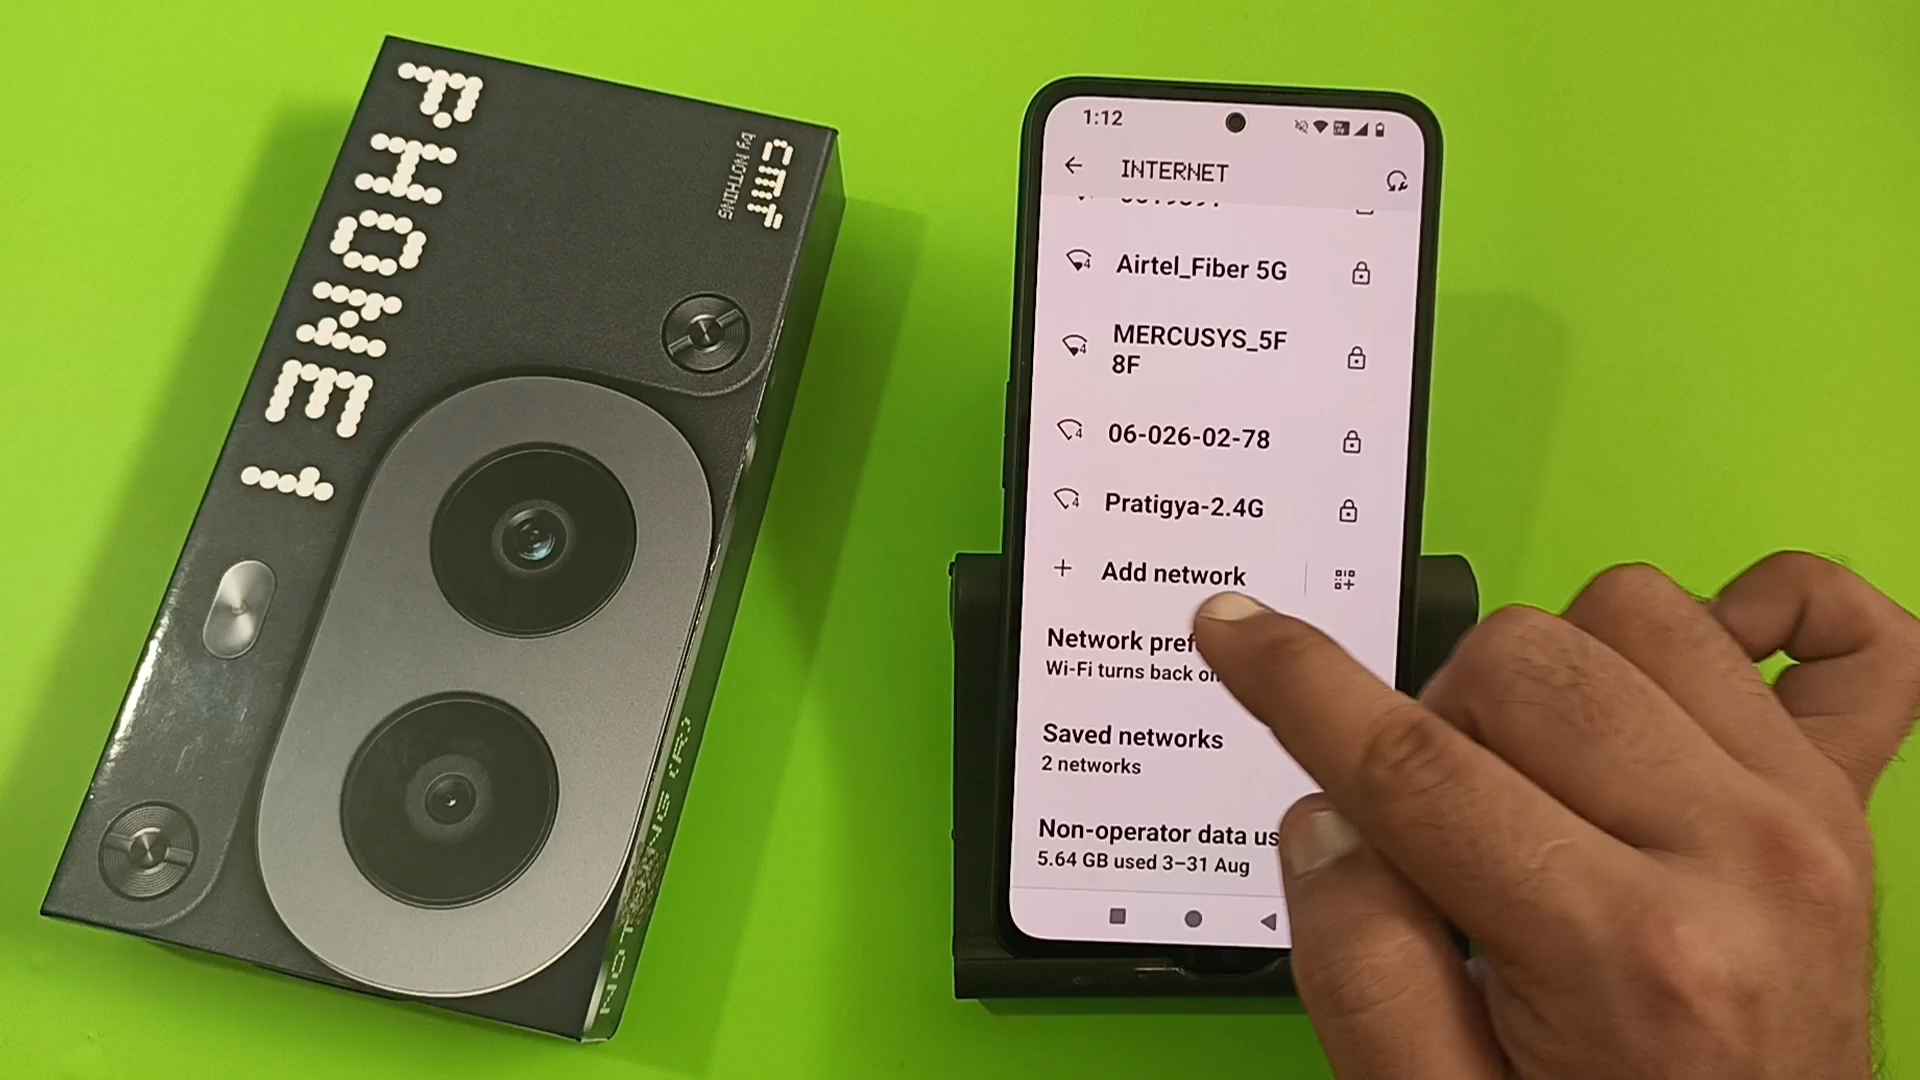 PHONE 1
cmf
by NOTHING
1:12
INTERNET
Airtel_Fiber 5G
MERCUSYS_5F
8F
06-026-02-78
Pratigya-2.4G
Add network
Network pref
Wi-Fi turns back on
Saved networks
2 networks
Non-operator data us
5.64 GB used 3–31 Aug